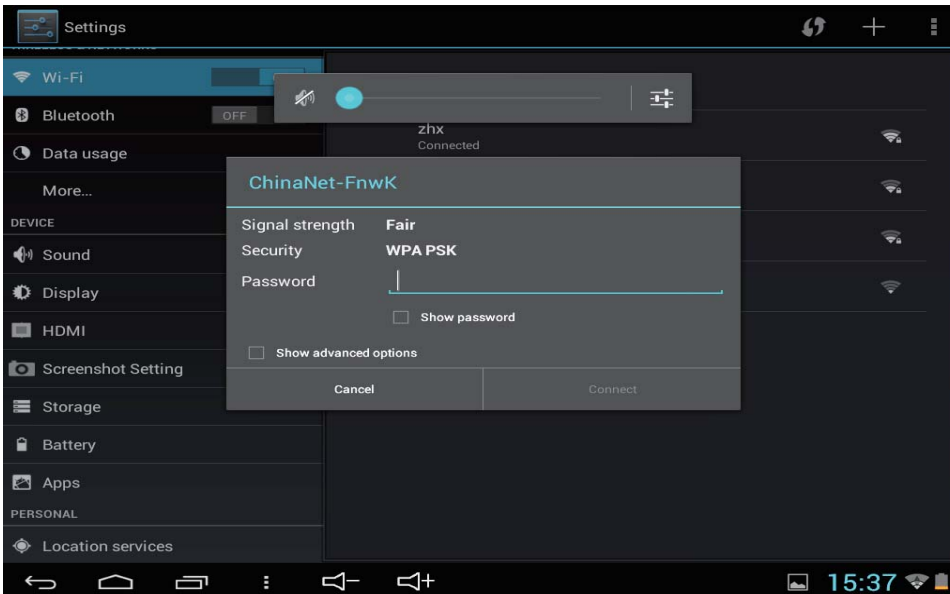 Settings
Wi-Fi
Bluetooth
OFF
Data usage
More...
DEVICE
Sound
Display
HDMI
Screenshot Setting
Storage
Battery
Apps
PERSONAL
Location services
zhx
Connected
ChinaNet-FnwK
Signal strength Fair
Security WPA PSK
Password
Show password
Show advanced options
Cancel Connect
15:37